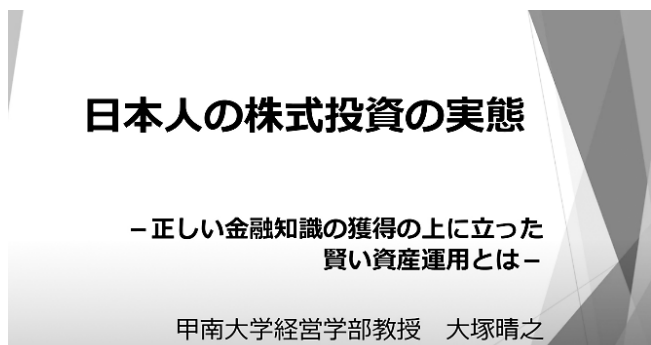 日本人の株式投資の実態
－正しい金融知識の獲得の上に立った
賢い資産運用とは－
甲南大学経営学部教授　大塚晴之